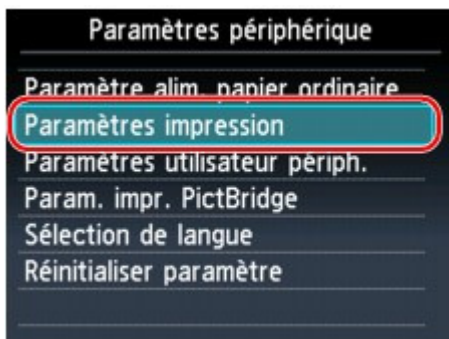 Paramètres périphérique
Paramètre alim. papier ordinaire
Paramètres impression
Paramètres utilisateur périph.
Param. impr. PictBridge
Sélection de langue
Réinitialiser paramètre